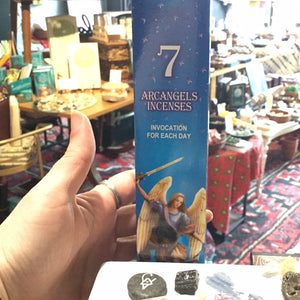 7
ARCANGELS
INCENSES
INVOCATION
FOR EACH DAY